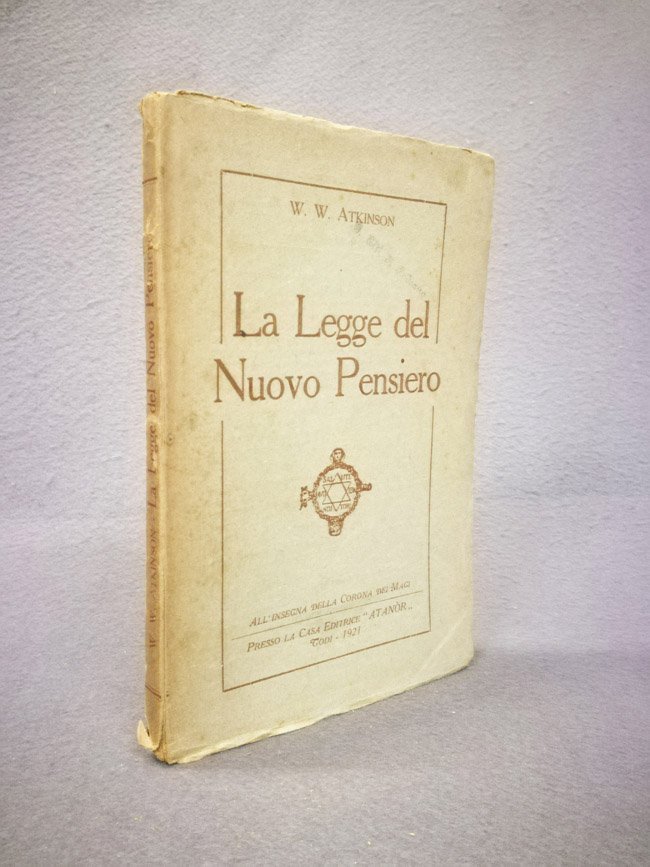 W. W. ATKINSON
La Legge del
Nuovo Pensiero
ALL'INSEGNA DELLA CORONA DEI MAGI
PRESSO LA CASA EDITRICE "ATANÒR„
TODI - 1921
W. W. ATKINSON La Legge del Nuovo Pensiero